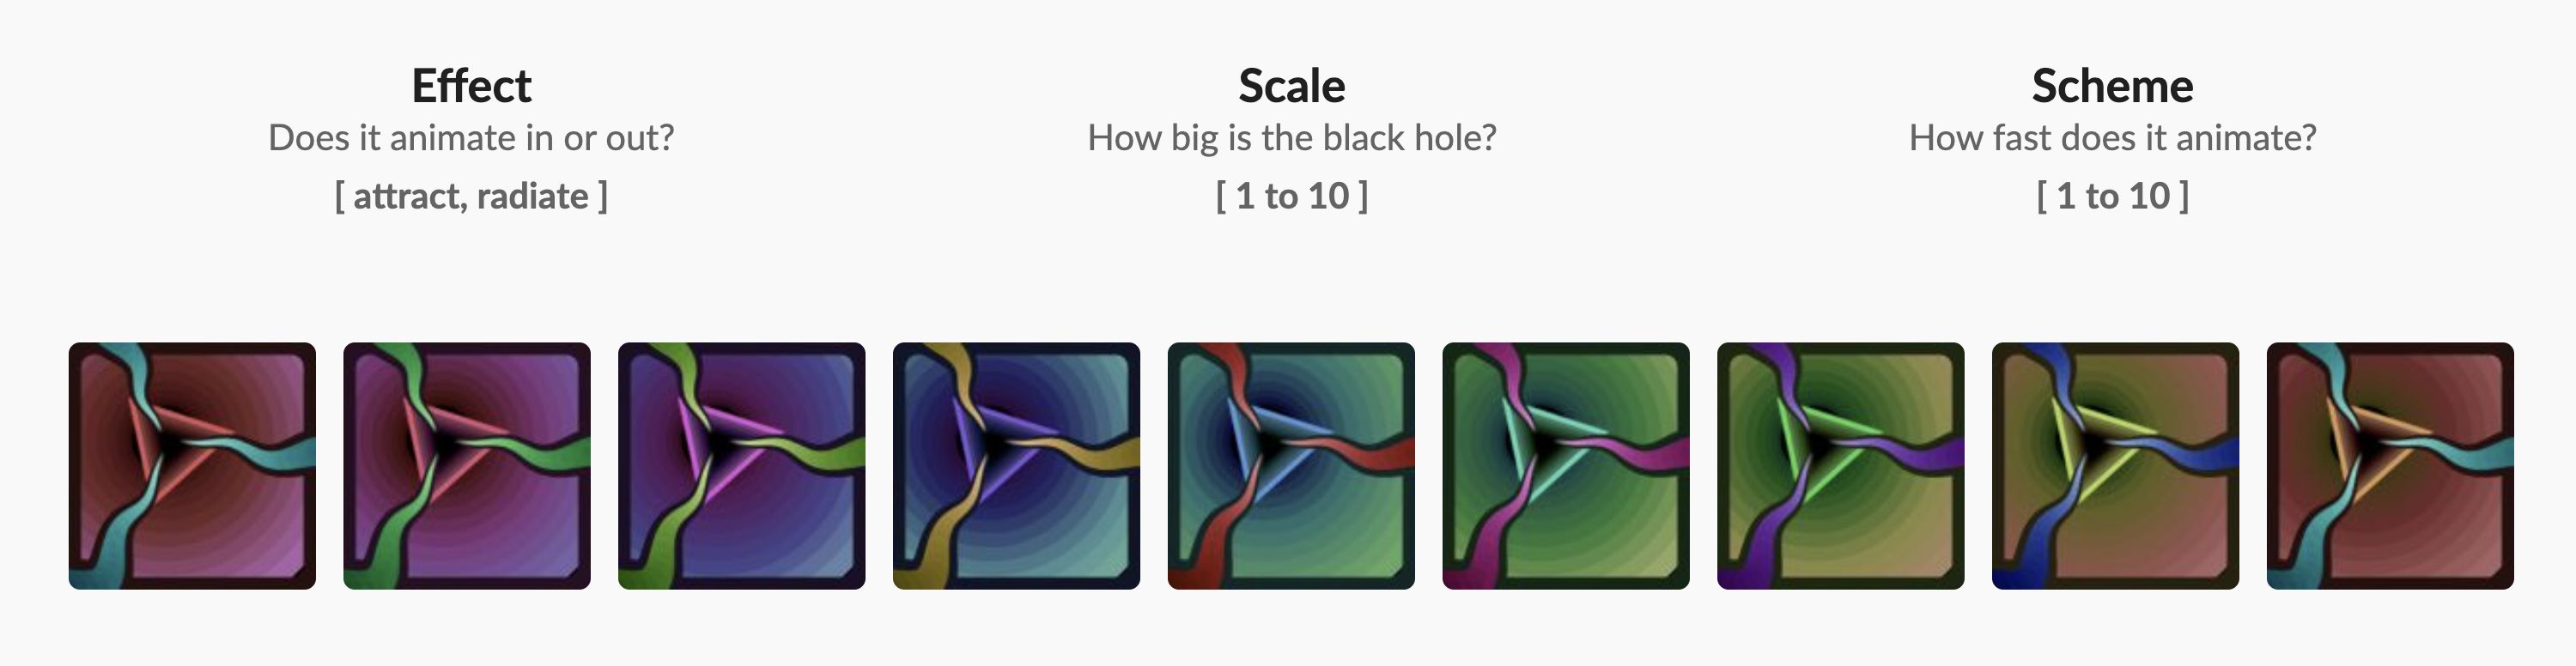 Effect
Does it animate in or out?
[ attract, radiate ]
Scale
How big is the black hole?
[ 1 to 10 ]
Scheme
How fast does it animate?
[ 1 to 10 ]